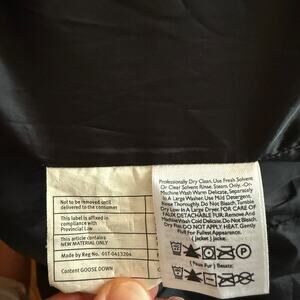 Not to be removed until
delivered to the consumer
This label is affixed in
compliance with
Provincial Law
This article contains
NEW MATERIAL ONLY
Made by Reg No. 01T-0413204
Content GOOSE DOWN
Professionally Dry Clean. Use Fresh Solvent
Or Clear Solvent Rinse. Steam Only. -Or-
Machine Wash Warm Delicate, Separately
In a Large Washer. Use Mild Detergent.
Rinse Thoroughly. Do Not Bleach. Tumble
Dry Low in A Large Dryer. FOR CARE OF
FAUX DETACHABLE FUR: Remove And
Machine Wash Cold Delicate. Do Not Bleach.
Drip Dry. DO NOT APPLY HEAT. Gently
Fluff For Fullest Appearance.
( Jacket ) Jacke.
P
( Faux Fur ) Besatz.